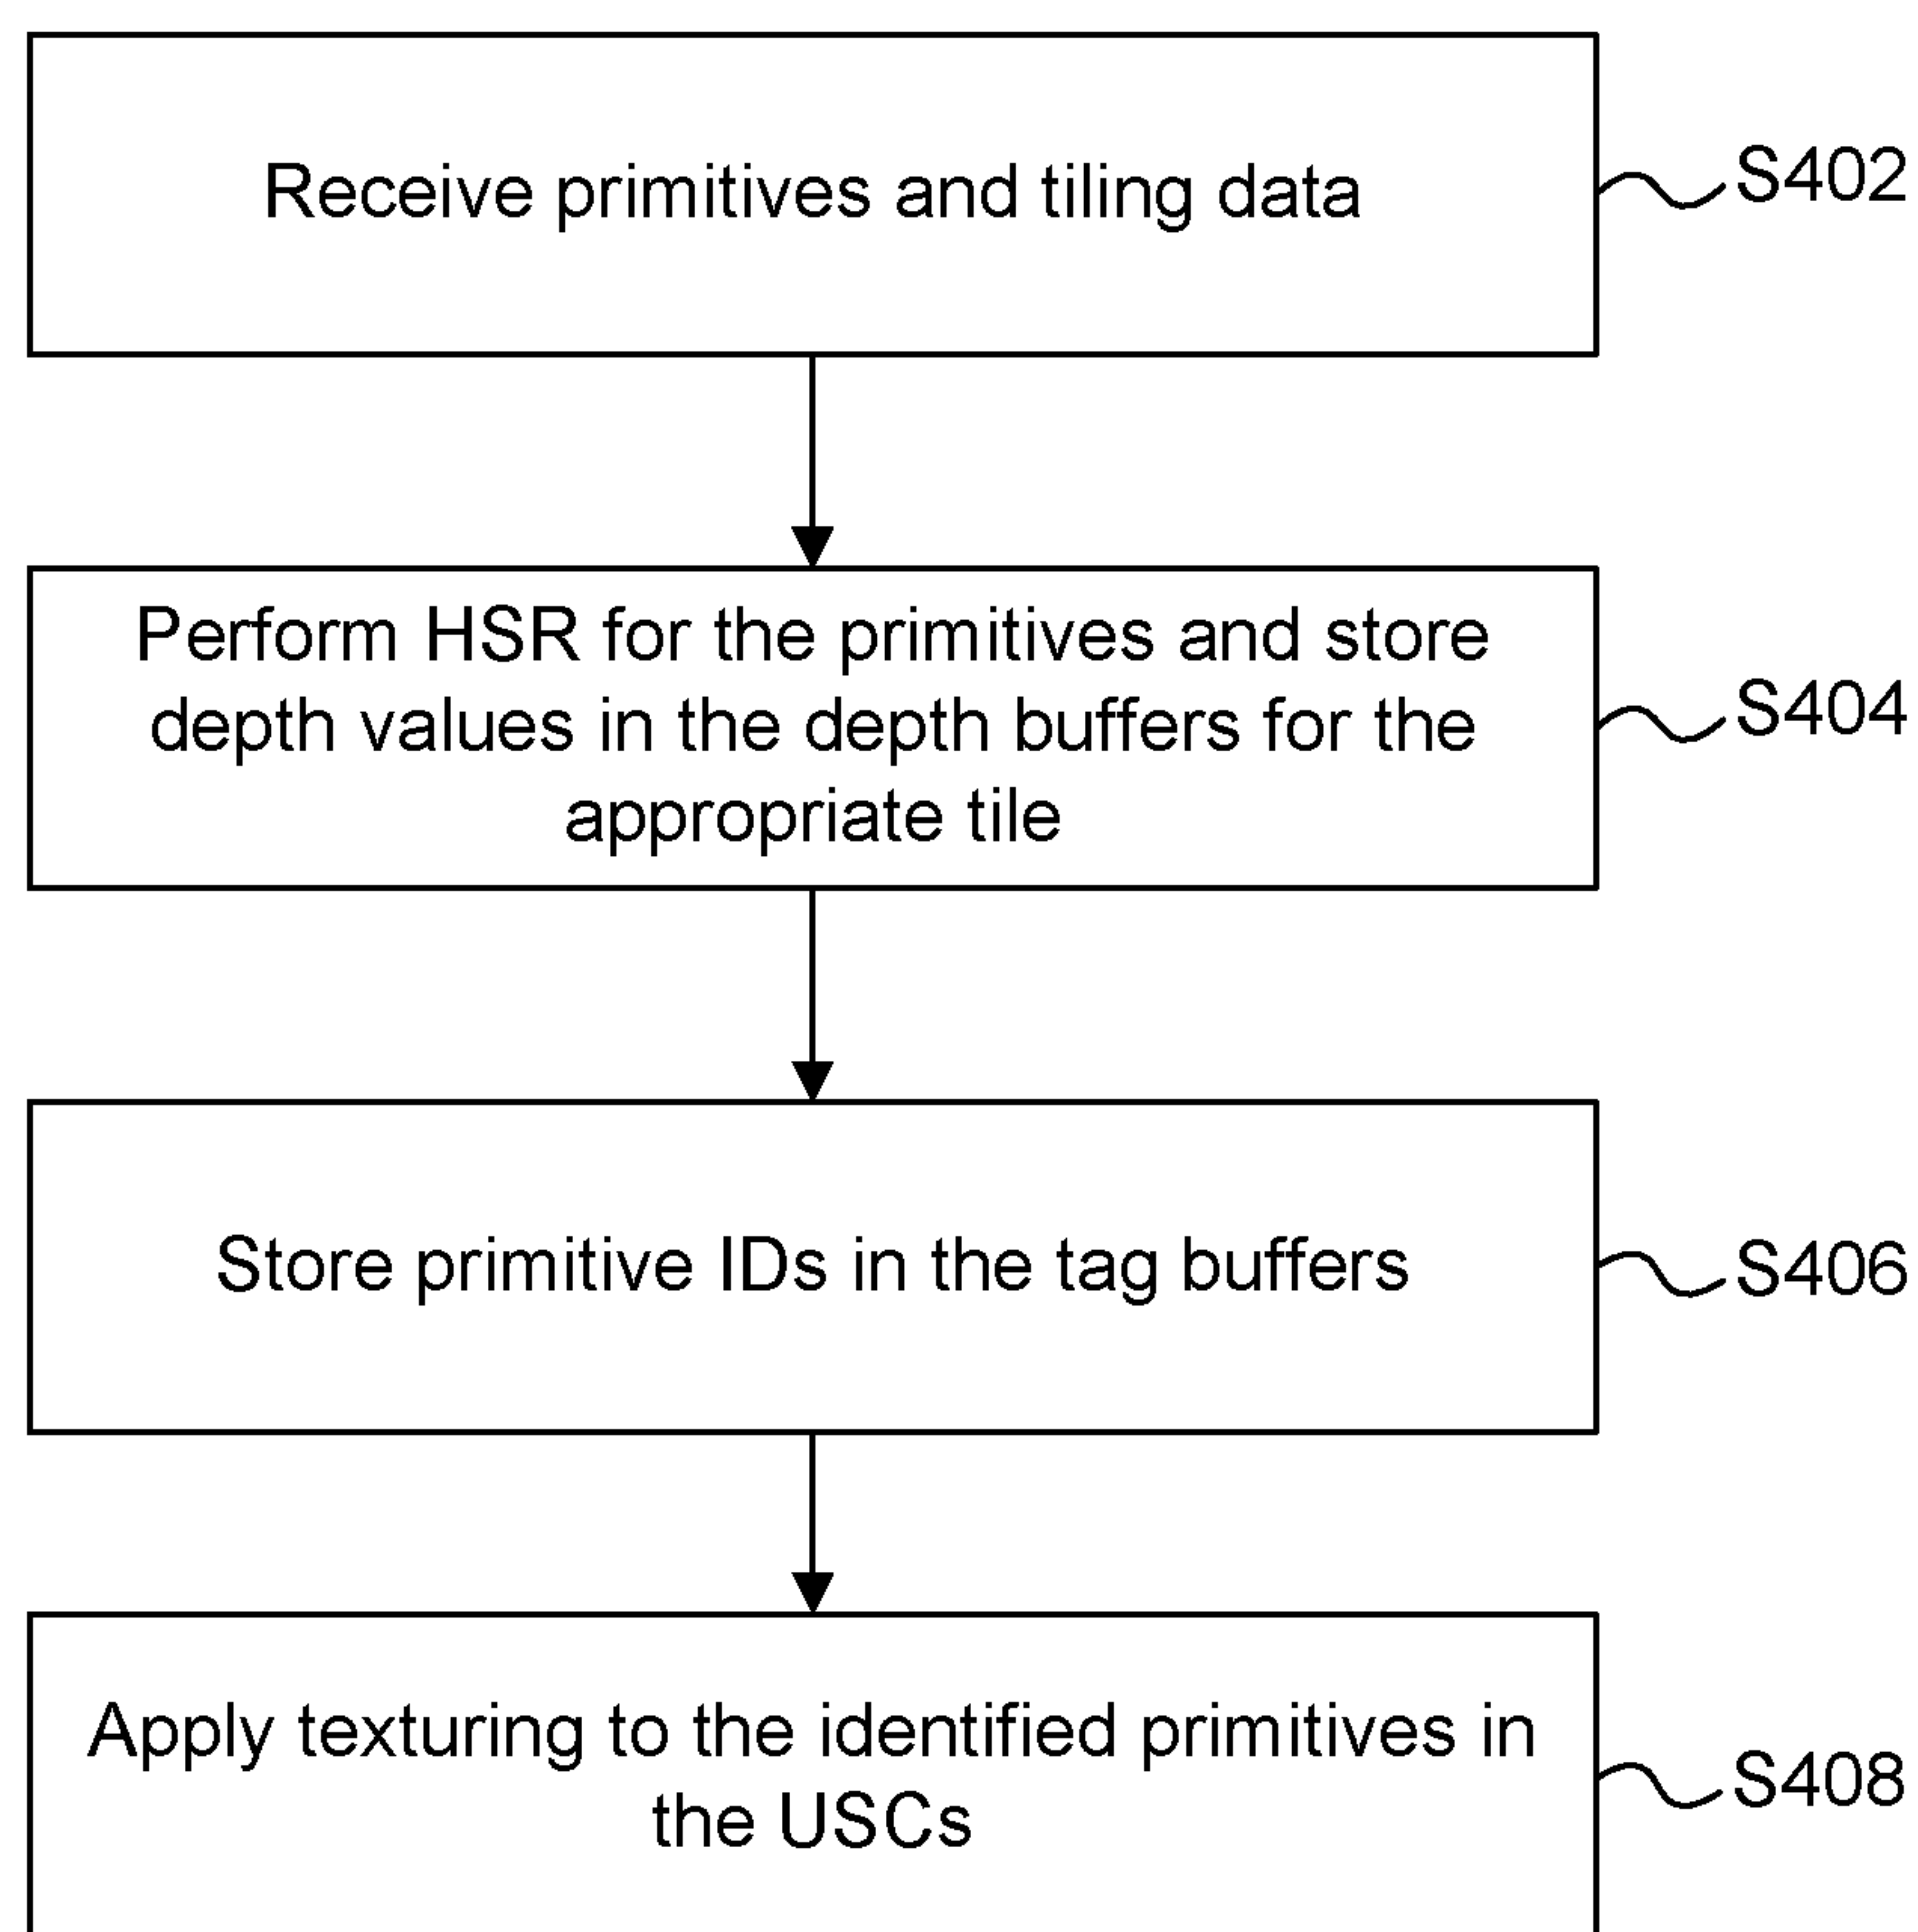 Receive primitives and tiling data
S402
Perform HSR for the primitives and store
depth values in the depth buffers for the
appropriate tile
S404
Store primitive IDs in the tag buffers
S406
Apply texturing to the identified primitives in
the USCs
S408